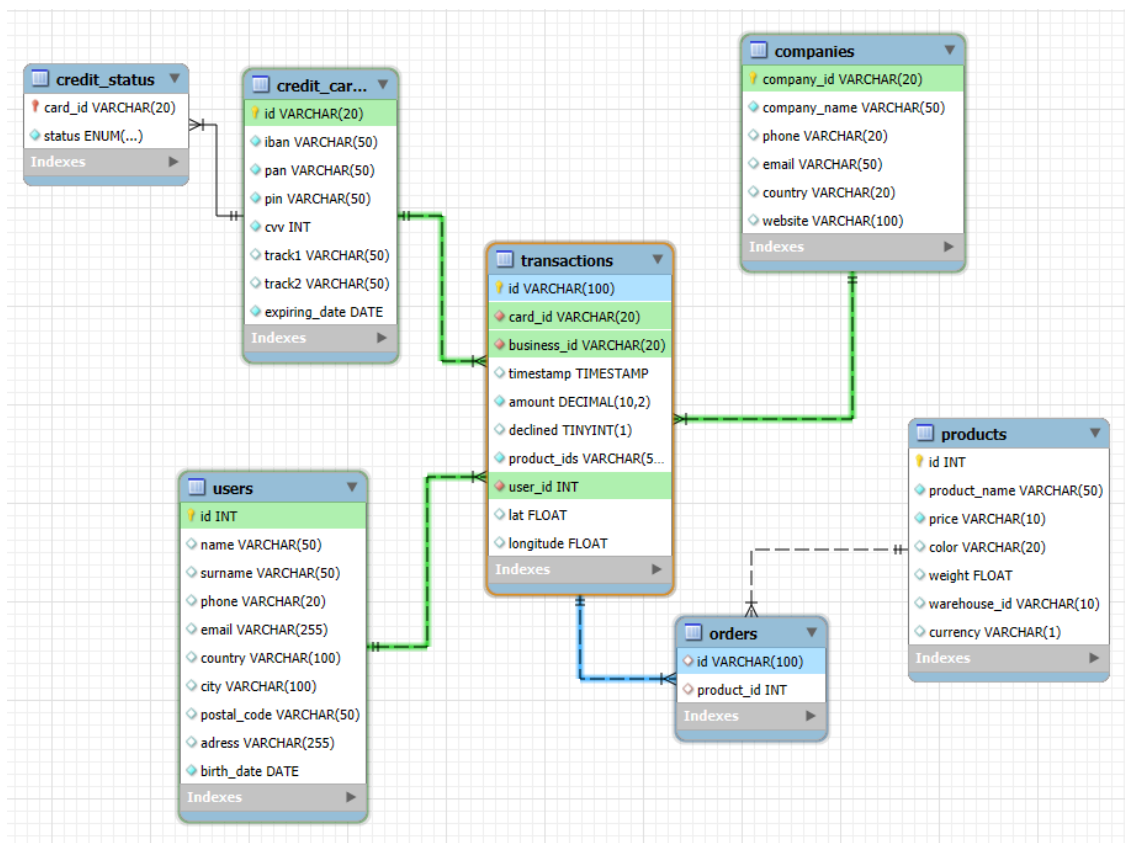 credit_status
card_id VARCHAR(20)
status ENUM(...)
Indexes
credit_car...
id VARCHAR(20)
iban VARCHAR(50)
pan VARCHAR(50)
pin VARCHAR(50)
cvv INT
track1 VARCHAR(50)
track2 VARCHAR(50)
expiring_date DATE
Indexes
companies
company_id VARCHAR(20)
company_name VARCHAR(50)
phone VARCHAR(20)
email VARCHAR(50)
country VARCHAR(20)
website VARCHAR(100)
Indexes
transactions
id VARCHAR(100)
card_id VARCHAR(20)
business_id VARCHAR(20)
timestamp TIMESTAMP
amount DECIMAL(10,2)
declined TINYINT(1)
product_ids VARCHAR(5...
user_id INT
lat FLOAT
longitude FLOAT
Indexes
users
id INT
name VARCHAR(50)
surname VARCHAR(50)
phone VARCHAR(20)
email VARCHAR(255)
country VARCHAR(100)
city VARCHAR(100)
postal_code VARCHAR(50)
adress VARCHAR(255)
birth_date DATE
Indexes
products
id INT
product_name VARCHAR(50)
price VARCHAR(10)
color VARCHAR(20)
weight FLOAT
warehouse_id VARCHAR(10)
currency VARCHAR(1)
Indexes
orders
id VARCHAR(100)
product_id INT
Indexes